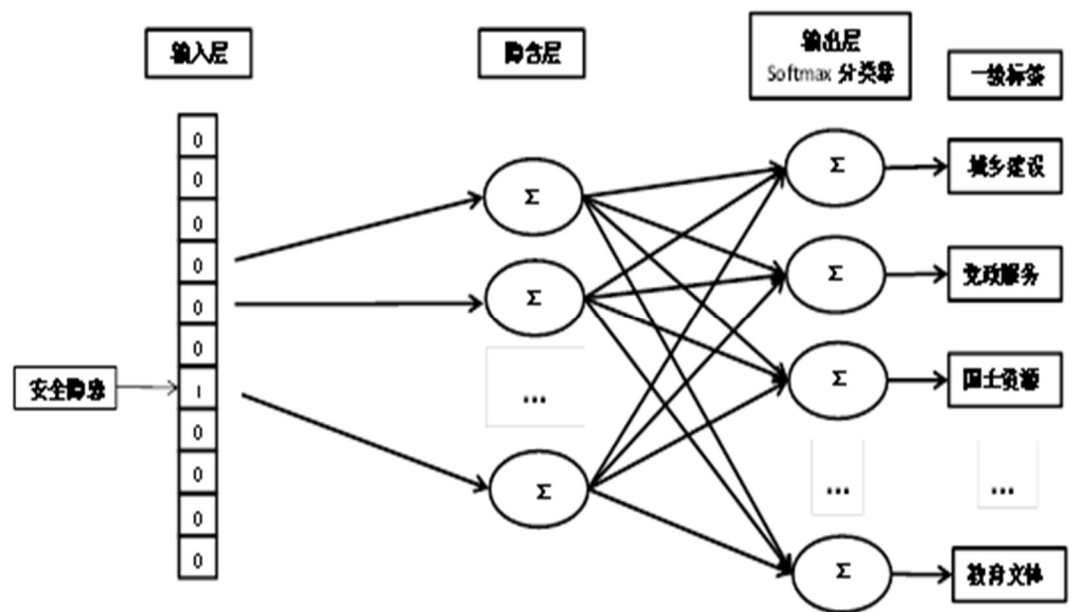 输入层
隐含层
输出层
Softmax 分类器
一级标签
0
0
0
0
0
0
1
0
0
0
0
安全隐患
Σ
Σ
...
Σ
Σ
Σ
Σ
...
Σ
城乡建设
党政服务
国土资源
...
教育文体